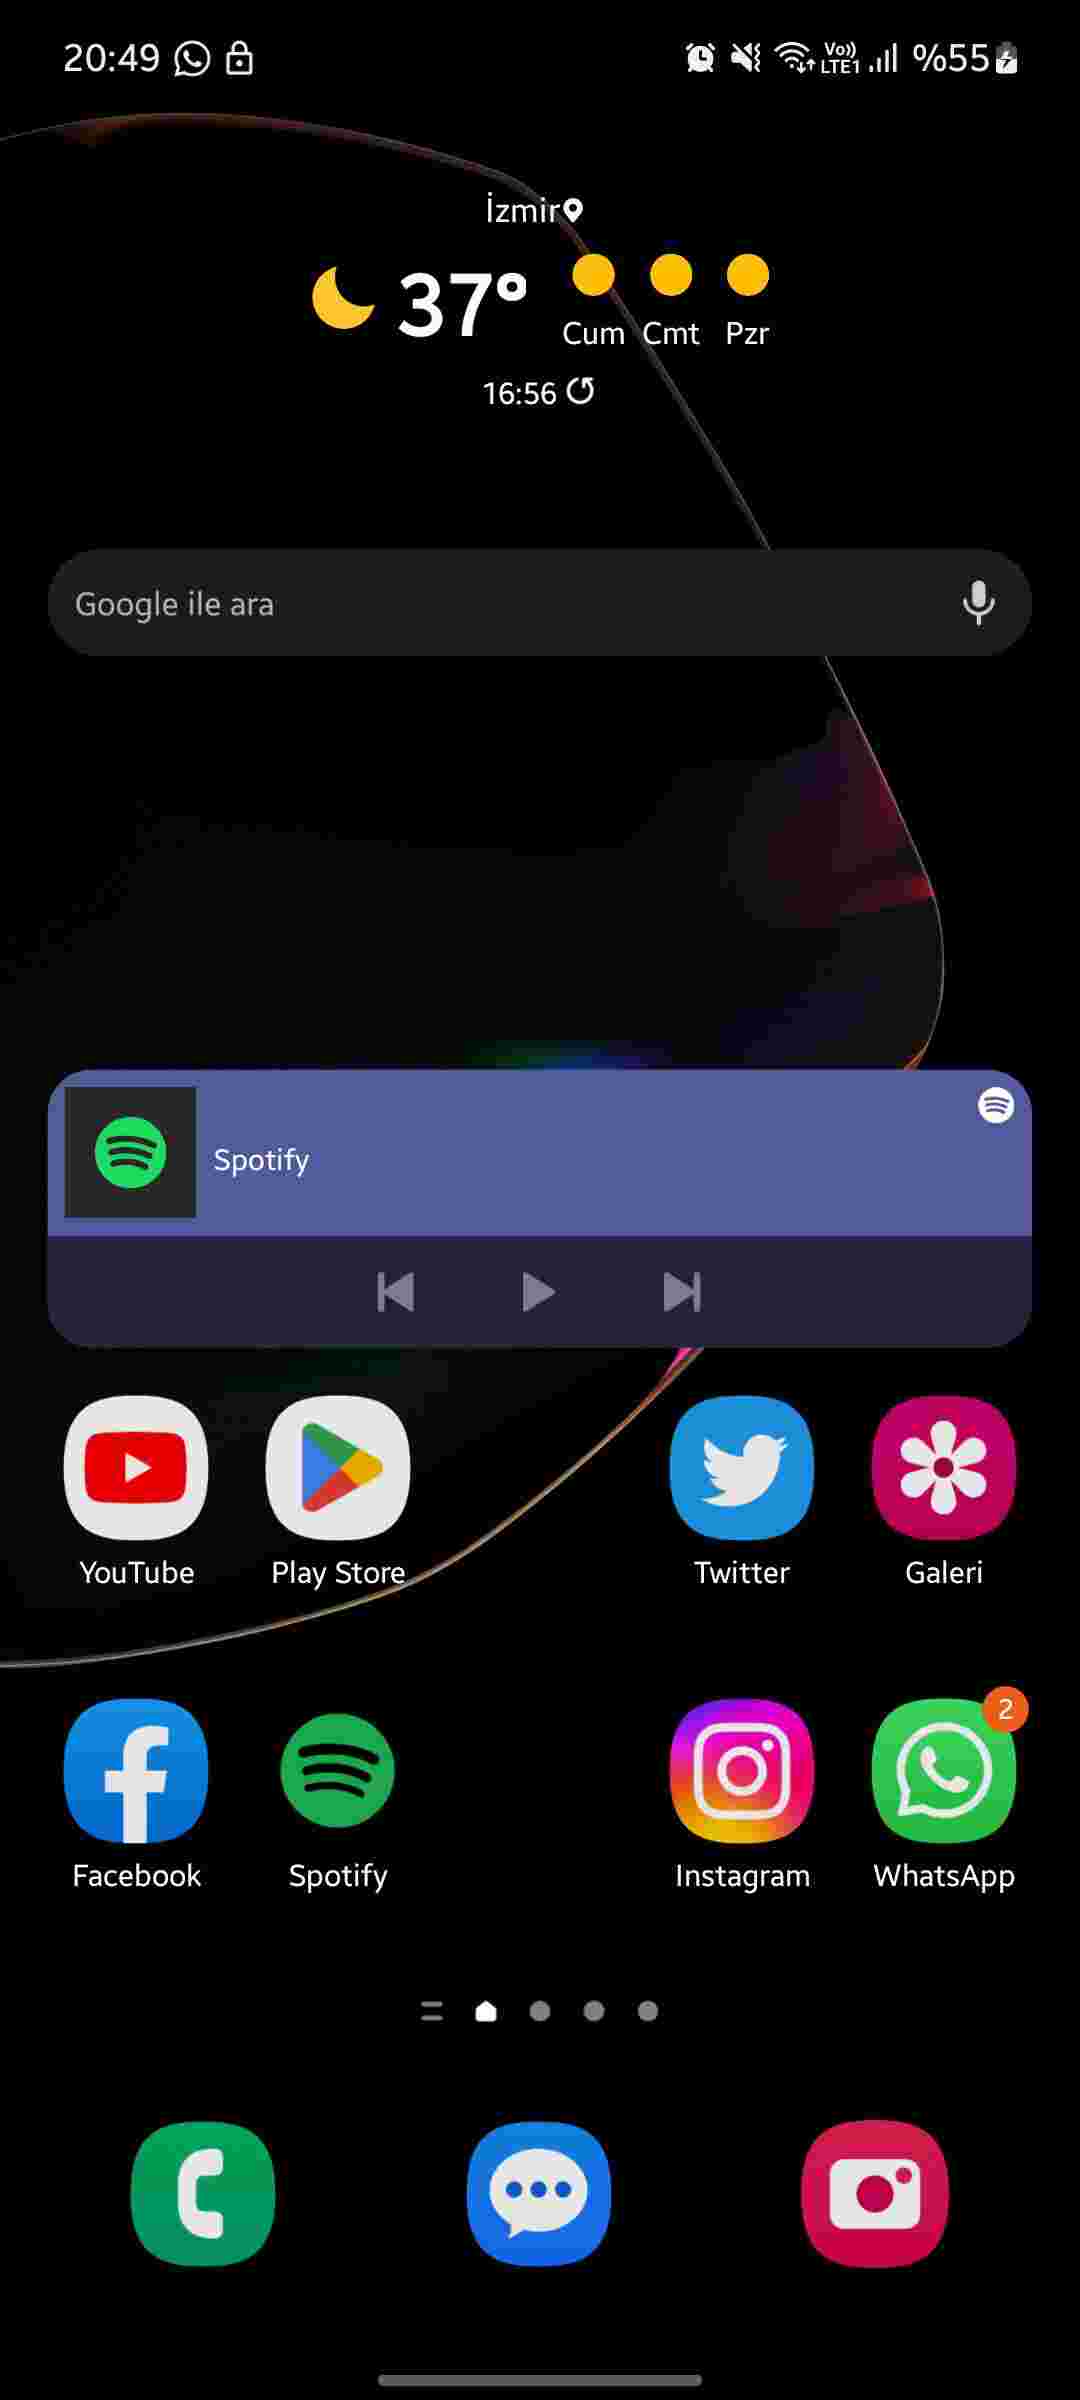 20:49 Vo)) LTE1 %55
İzmir
37°
Cum Cmt Pzr
16:56
Google ile ara
Spotify
YouTube Play Store Twitter Galeri
2
Facebook Spotify Instagram WhatsApp